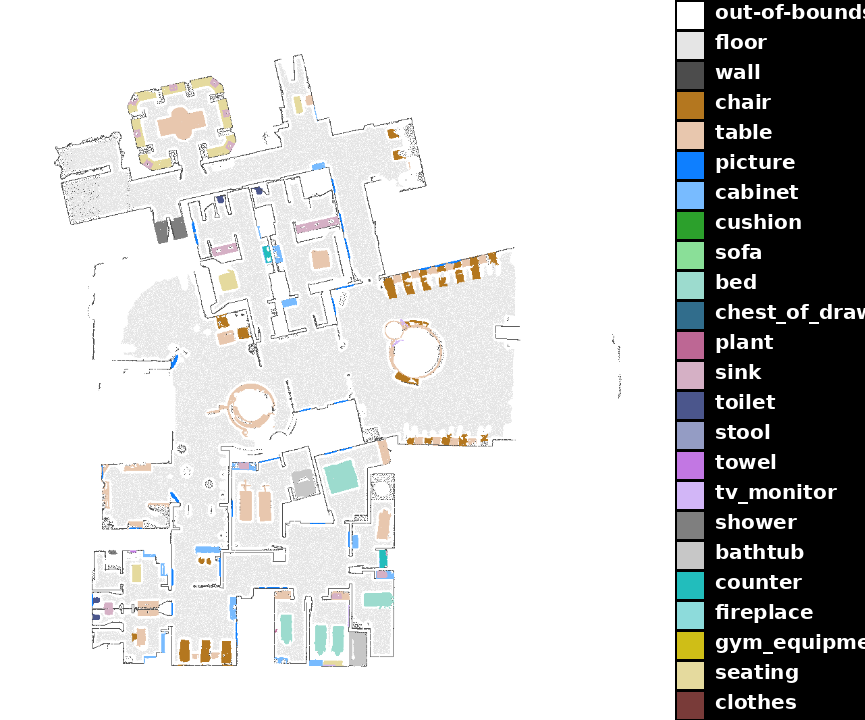 out-of-bounds
floor
wall
chair
table
picture
cabinet
cushion
sofa
bed
chest_of_draw
plant
sink
toilet
stool
towel
tv_monitor
shower
bathtub
counter
fireplace
gym_equipme
seating
clothes